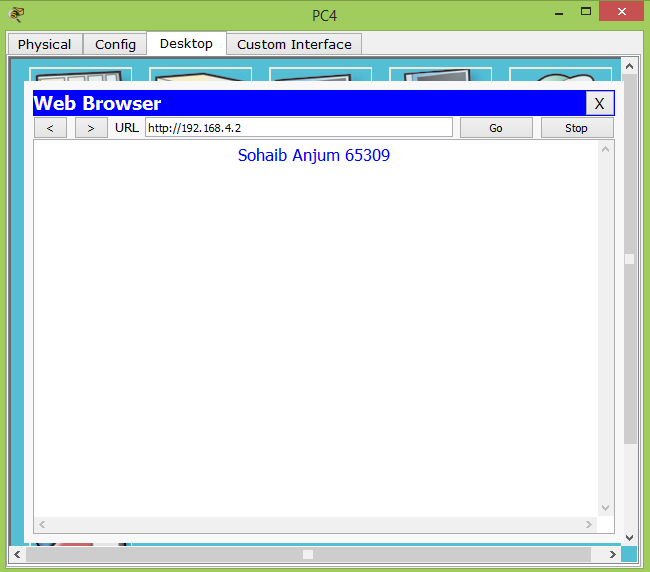 PC4
Physical Config Desktop Custom Interface
Web Browser X
< > URL http://192.168.4.2 Go Stop
Sohaib Anjum 65309